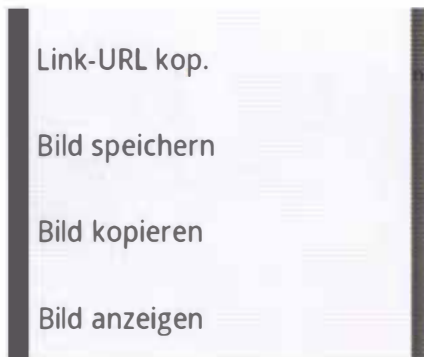 Link-URL kop.
Bild speichern
Bild kopieren
Bild anzeigen